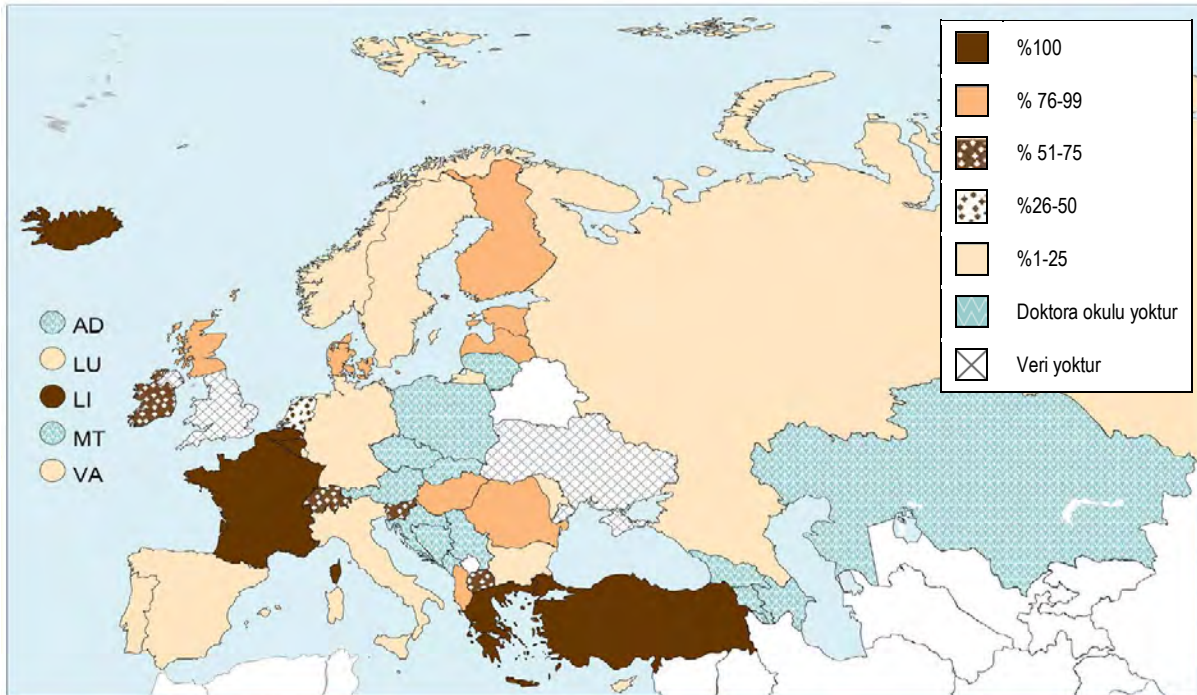 %100
% 76-99
% 51-75
%26-50
%1-25
Doktora okulu yoktur
Veri yoktur
AD
LU
LI
MT
VA